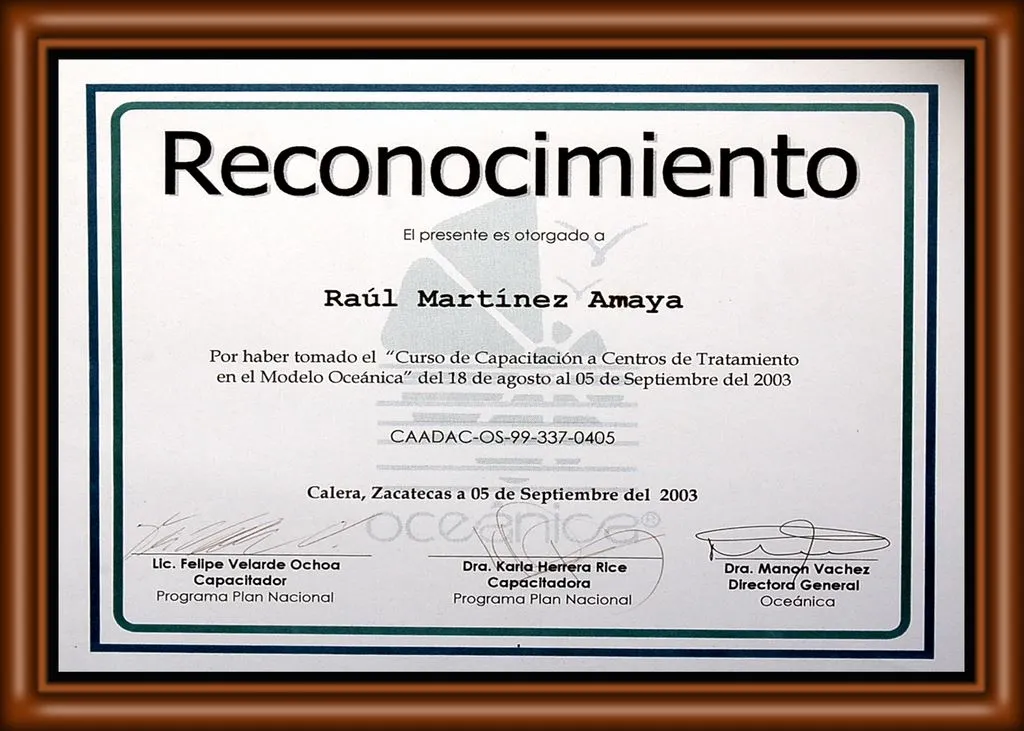 Reconocimiento
El presente es otorgado a
Raúl Martínez Amaya
Por haber tomado el "Curso de Capacitación a Centros de Tratamiento
en el Modelo Oceánica" del 18 de agosto al 05 de Septiembre del 2003
CAADAC-OS-99-337-0405
Calera, Zacatecas a 05 de Septiembre del 2003
oceánica®
Lic. Felipe Velarde Ochoa
Capacitador
Programa Plan Nacional
Dra. Karla Herrera Rice
Capacitadora
Programa Plan Nacional
Dra. Manon Vachez
Directora General
Oceánica